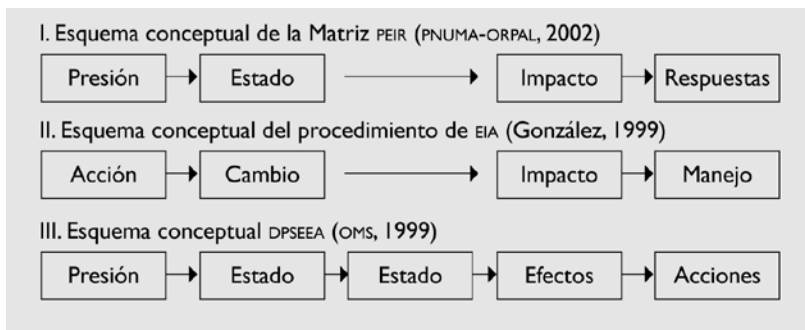 I. Esquema conceptual de la Matriz PEIR (PNUMA-ORPAL, 2002)
Presión Estado Impacto Respuestas
II. Esquema conceptual del procedimiento de EIA (González, 1999)
Acción Cambio Impacto Manejo
III. Esquema conceptual DPSEEA (OMS, 1999)
Presión Estado Estado Efectos Acciones